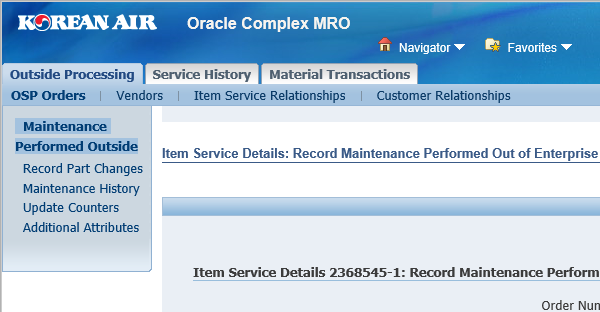 KOREAN AIR Oracle Complex MRO
Navigator Favorites
Outside Processing Service History Material Transactions
OSP Orders | Vendors | Item Service Relationships | Customer Relationships
Maintenance
Performed Outside
Record Part Changes
Maintenance History
Update Counters
Additional Attributes
Item Service Details: Record Maintenance Performed Out of Enterprise
Item Service Details 2368545-1: Record Maintenance Perform
Order Num